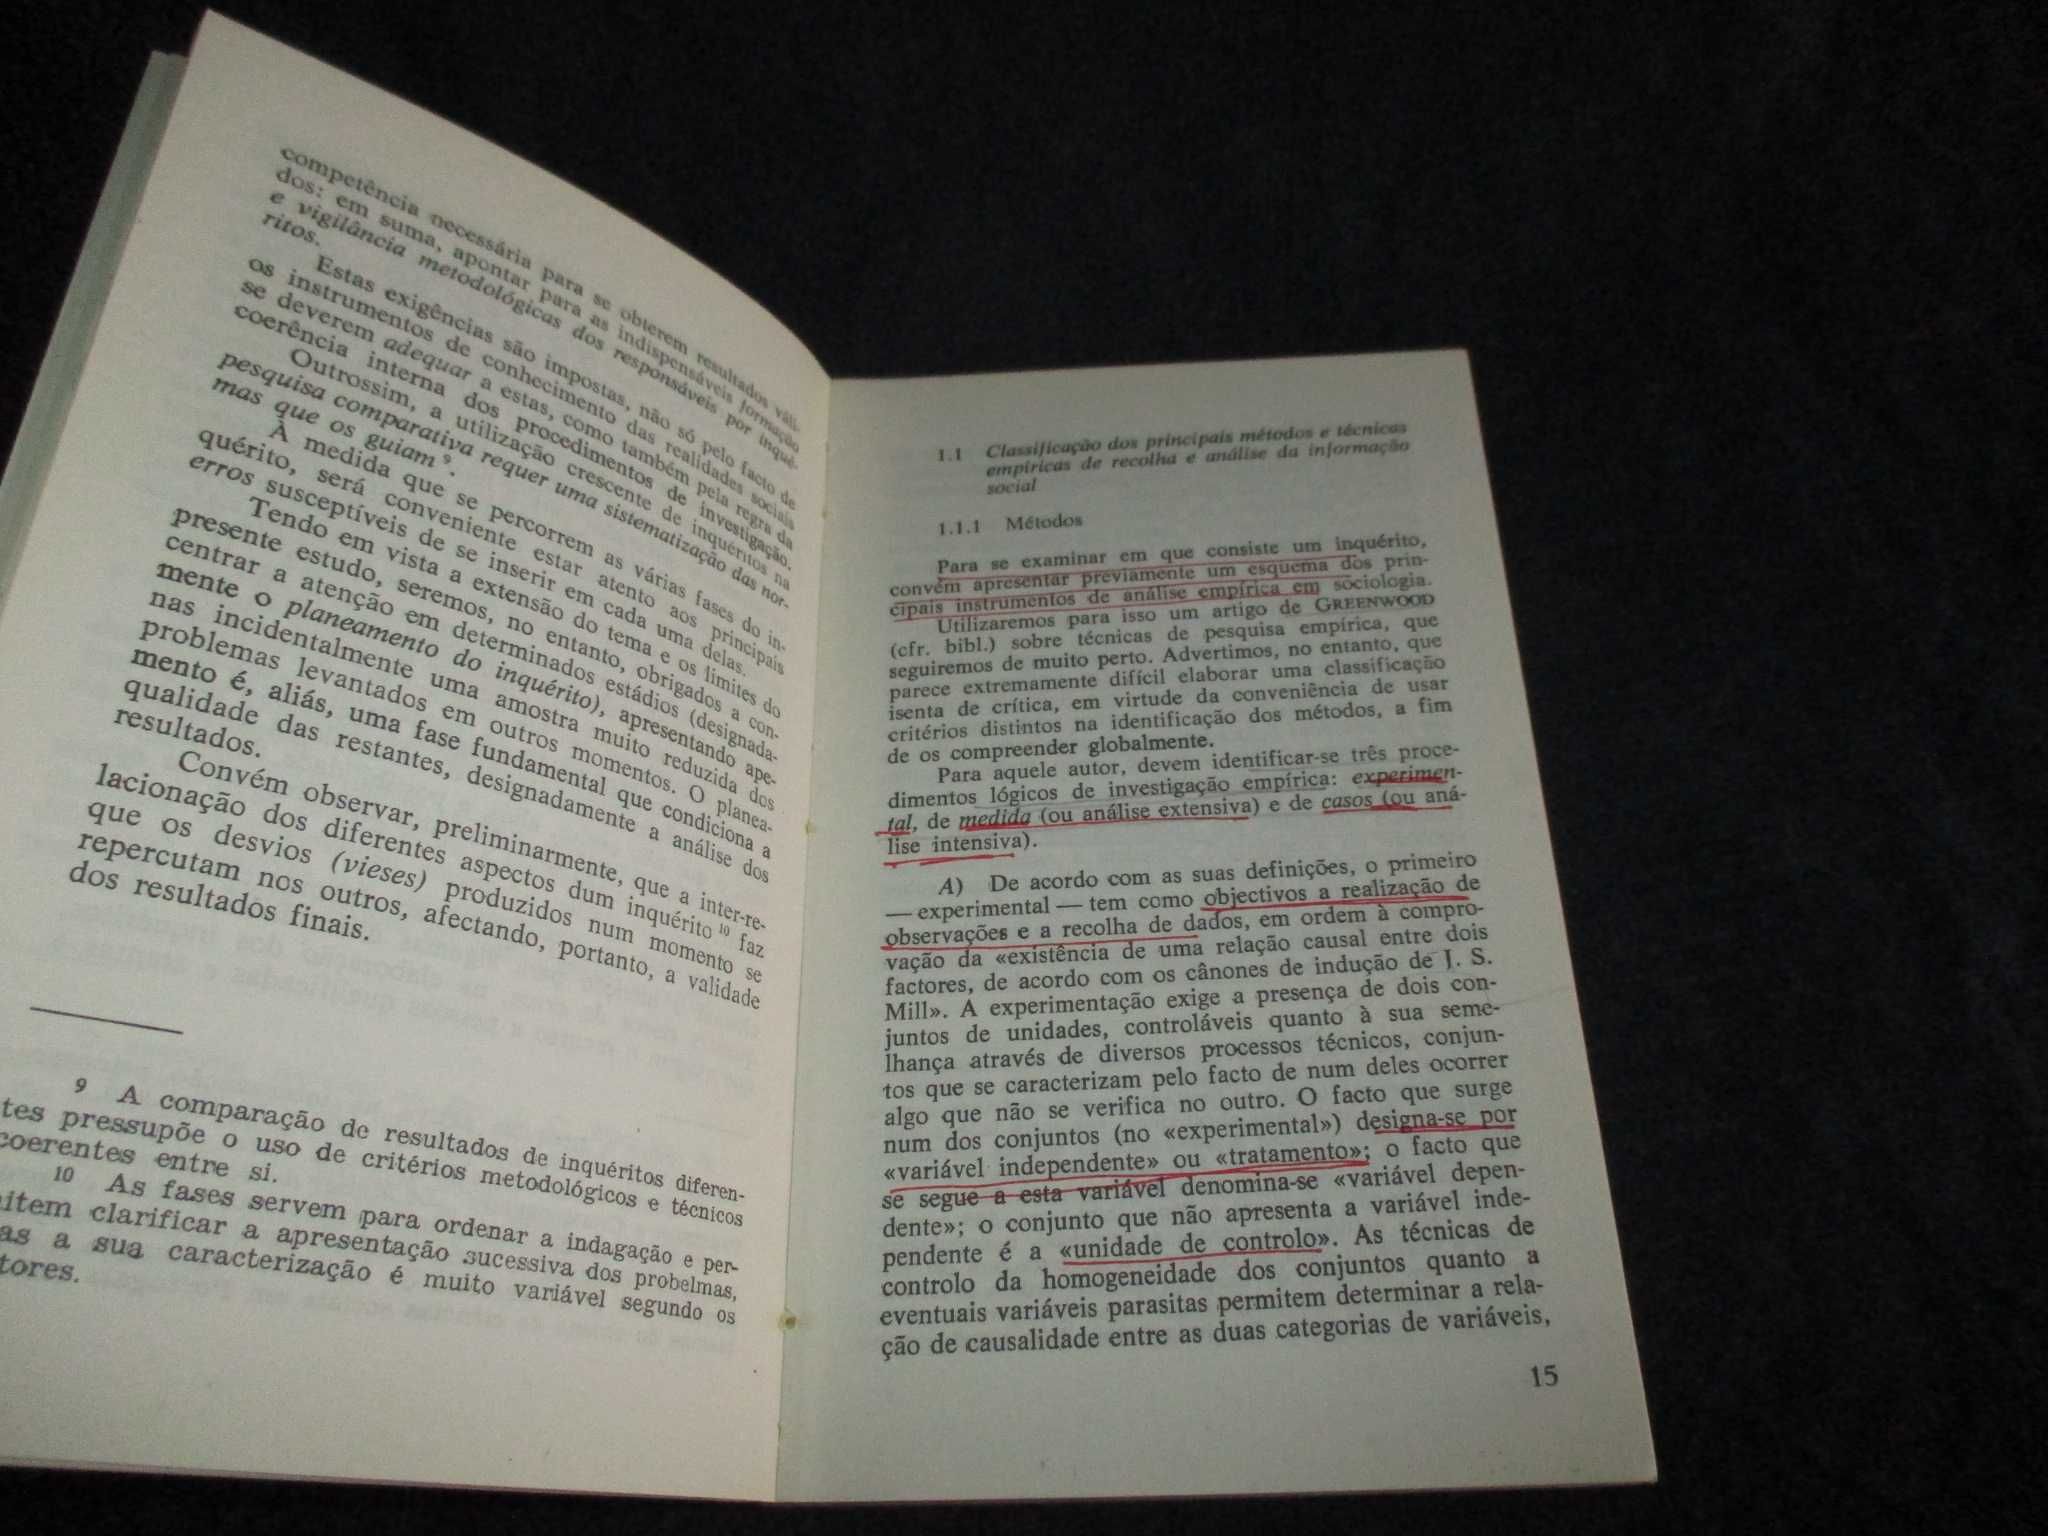 competência necessária para se obterem resultados váli-
dos: em suma, apontar para as indispensáveis formação
e vigilância metodológicas dos responsáveis por inqué-
ritos.
Estas exigências são impostas, não só pelo facto de
os instrumentos de conhecimento das realidades sociais
se deverem adequar a estas, como também pela regra da
coerência interna dos procedimentos de investigação.
Outrossim, a utilização crescente de inquéritos na
pesquisa comparativa requer uma sistematização das nor-
mas que os guiam 9.
À medida que se percorrem as várias fases do in-
quérito, será conveniente estar atento aos principais
erros susceptíveis de se inserir em cada uma delas.
Tendo em vista a extensão do tema e os limites do
presente estudo, seremos, no entanto, obrigados a con-
centrar a atenção em determinados estádios (designada-
mente o planeamento do inquérito), apresentando ape-
nas incidentalmente uma amostra muito reduzida dos
problemas levantados em outros momentos. O planea-
mento é, aliás, uma fase fundamental que condiciona a
qualidade das restantes, designadamente a análise dos
resultados.
Convém observar, preliminarmente, que a inter-re-
lacionação dos diferentes aspectos dum inquérito 10 faz
que os desvios (vieses) produzidos num momento se
repercutam nos outros, afectando, portanto, a validade
dos resultados finais.
9 A comparação de resultados de inquéritos diferen-
tes pressupõe o uso de critérios metodológicos e técnicos
coerentes entre si.
10 As fases servem para ordenar a indagação e per-
mitem clarificar a apresentação sucessiva dos probelmas,
as a sua caracterização é muito variável segundo os
tores.
1.1 Classificação dos principais métodos e técnicas
empíricas de recolha e análise da informação
social
1.1.1 Métodos
Para se examinar em que consiste um inquérito,
convém apresentar previamente um esquema dos prin-
cipais instrumentos de análise empírica em sociologia.
Utilizaremos para isso um artigo de GREENWOOD
(cfr. bibl.) sobre técnicas de pesquisa empírica, que
seguiremos de muito perto. Advertimos, no entanto, que
parece extremamente difícil elaborar uma classificação
isenta de crítica, em virtude da conveniência de usar
critérios distintos na identificação dos métodos, a fim
de os compreender globalmente.
Para aquele autor, devem identificar-se três proce-
dimentos lógicos de investigação empírica: experimen-
tal, de medida (ou análise extensiva) e de casos (ou aná-
lise intensiva).
A) De acordo com as suas definições, o primeiro
— experimental — tem como objectivos a realização de
observações e a recolha de dados, em ordem à compro-
vação da «existência de uma relação causal entre dois
factores, de acordo com os cânones de indução de J. S.
Mill». A experimentação exige a presença de dois con-
juntos de unidades, controláveis quanto à sua seme-
lhança através de diversos processos técnicos, conjun-
tos que se caracterizam pelo facto de num deles ocorrer
algo que não se verifica no outro. O facto que surge
num dos conjuntos (no «experimental») designa-se por
«variável independente» ou «tratamento»; o facto que
se segue a esta variável denomina-se «variável depen-
dente»; o conjunto que não apresenta a variável inde-
pendente é a «unidade de controlo». As técnicas de
controlo da homogeneidade dos conjuntos quanto a
eventuais variáveis parasitas permitem determinar a rela-
ção de causalidade entre as duas categorias de variáveis,
15